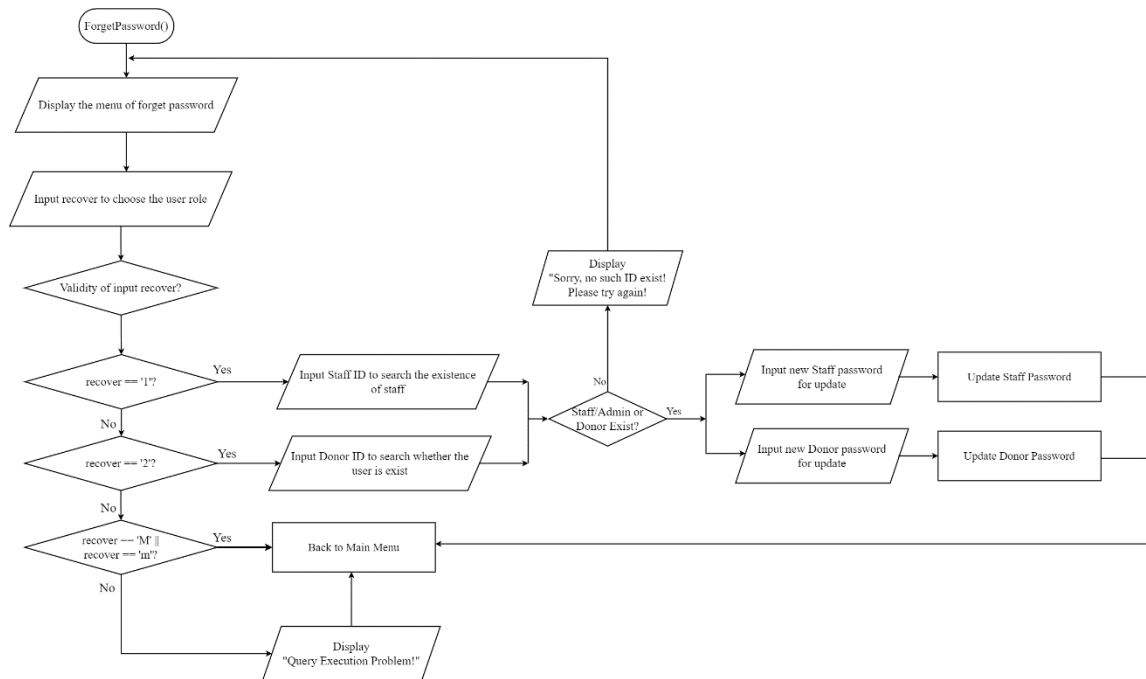 ForgetPassword()
Display the menu of forget password
Input recover to choose the user role
Validity of input recover?
recover == '1'?
Yes
No
Input Staff ID to search the existence
of staff
recover == '2'?
Yes
No
Input Donor ID to search whether the
user is exist
recover == 'M' ||
recover == 'm'?
Yes
No
Back to Main Menu
Display
"Query Execution Problem!"
Display
"Sorry, no such ID exist!
Please try again!
No
Staff/Admin or
Donor Exist?
Yes
Input new Staff password
for update
Update Staff Password
Input new Donor password
for update
Update Donor Password